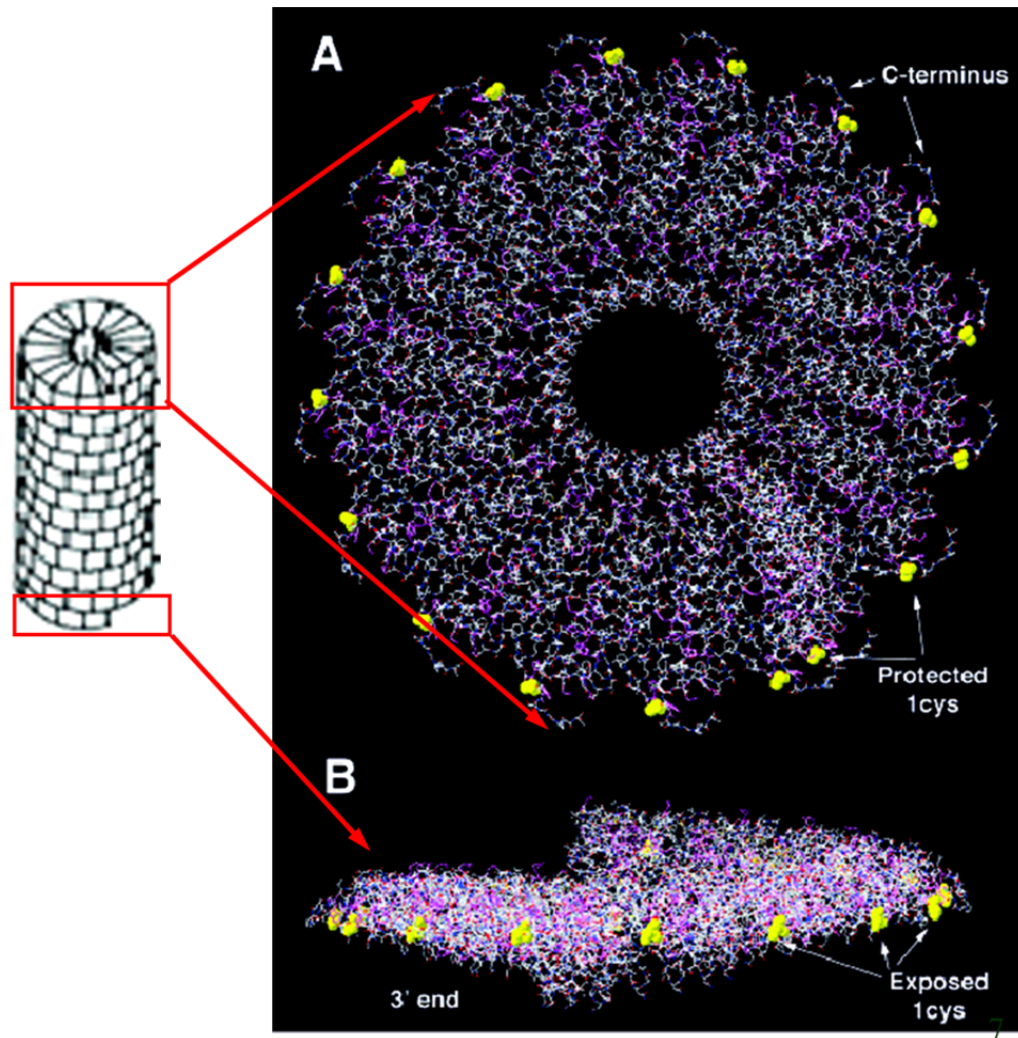 A
C-terminus
Protected
1cys
B
Exposed
1cys
3' end
7